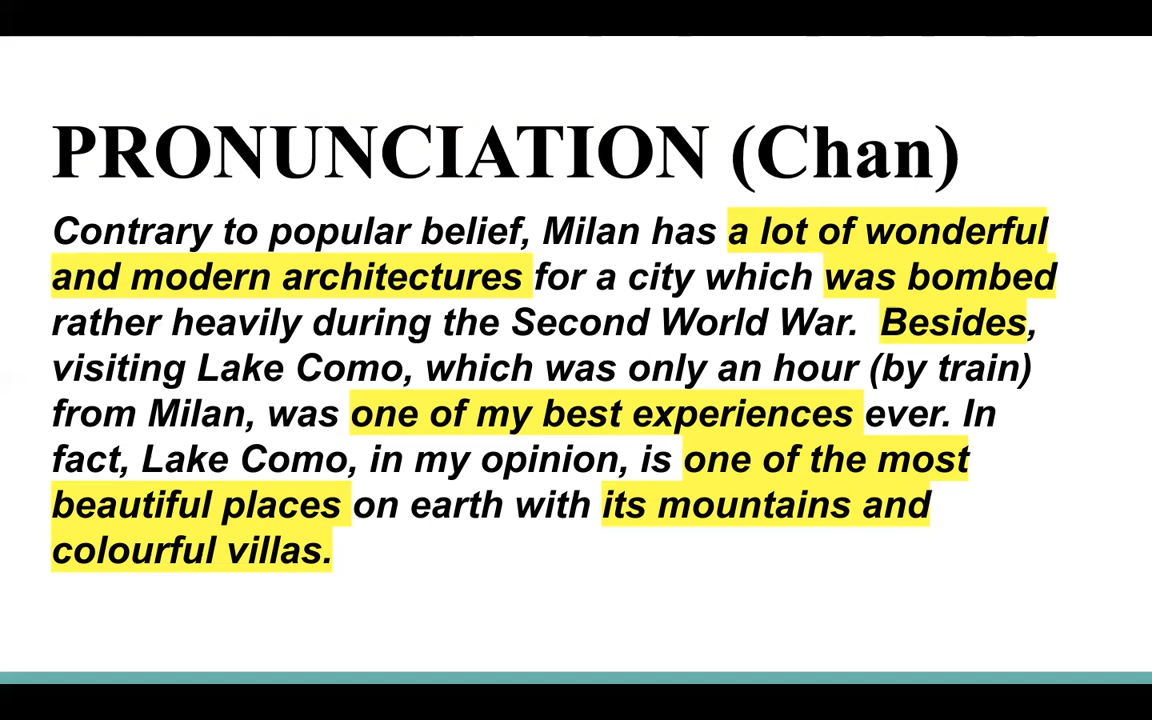 PRONUNCIATION (Chan)
Contrary to popular belief, Milan has a lot of wonderful
and modern architectures for a city which was bombed
rather heavily during the Second World War. Besides,
visiting Lake Como, which was only an hour (by train)
from Milan, was one of my best experiences ever. In
fact, Lake Como, in my opinion, is one of the most
beautiful places on earth with its mountains and
colourful villas.